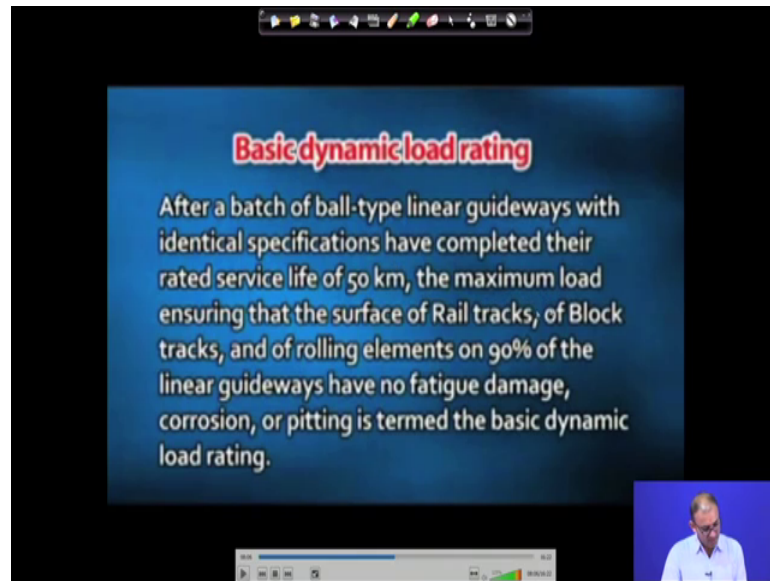 Basic dynamic load rating
After a batch of ball-type linear guideways with
identical specifications have completed their
rated service life of 50 km, the maximum load
ensuring that the surface of Rail tracks, of Block
tracks, and of rolling elements on 90% of the
linear guideways have no fatigue damage,
corrosion, or pitting is termed the basic dynamic
load rating.